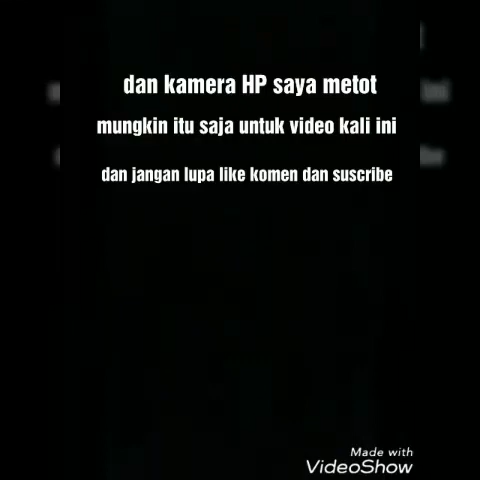 dan kamera HP saya metot
mungkin itu saja untuk video kali ini
dan jangan lupa like komen dan suscribe
Made with
VideoShow